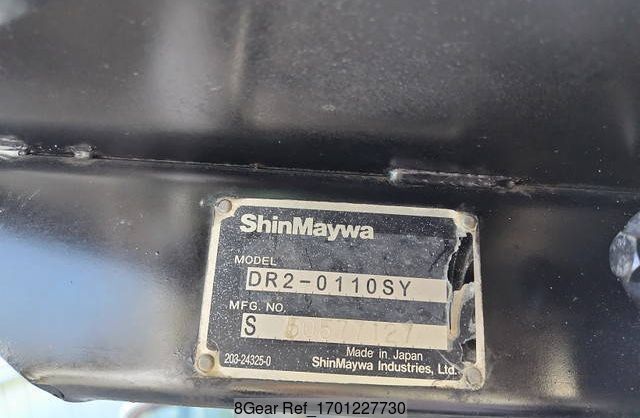 ShinMaywa
MODEL
DR2-0110SY
MFG. NO.
S
203-24325-0
Made in Japan
ShinMaywa Industries, Ltd.
8Gear Ref_1701227730